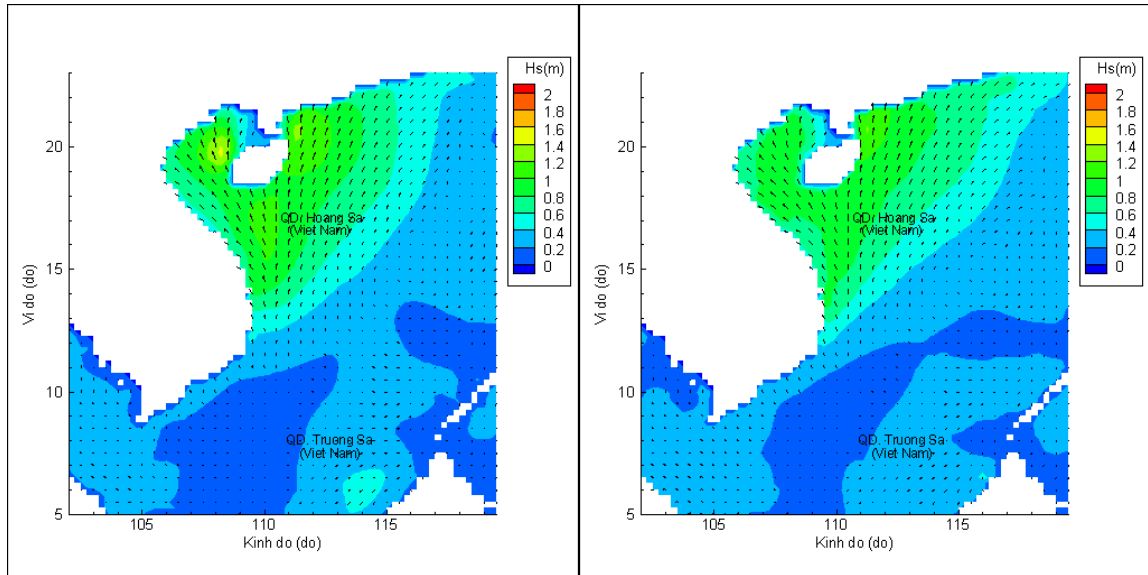 Hs(m)
2
1.8
1.6
1.4
1.2
1
0.8
0.6
0.4
0.2
0
20
15
10
5
Vi do (do)
QD. Hoang Sa
(Viet Nam)
QD. Truong Sa
(Viet Nam)
105
110
115
Kinh do (do)
Hs(m)
2
1.8
1.6
1.4
1.2
1
0.8
0.6
0.4
0.2
0
20
15
10
5
Vi do (do)
QD. Hoang Sa
(Viet Nam)
QD. Truong Sa
(Viet Nam)
105
110
115
Kinh do (do)